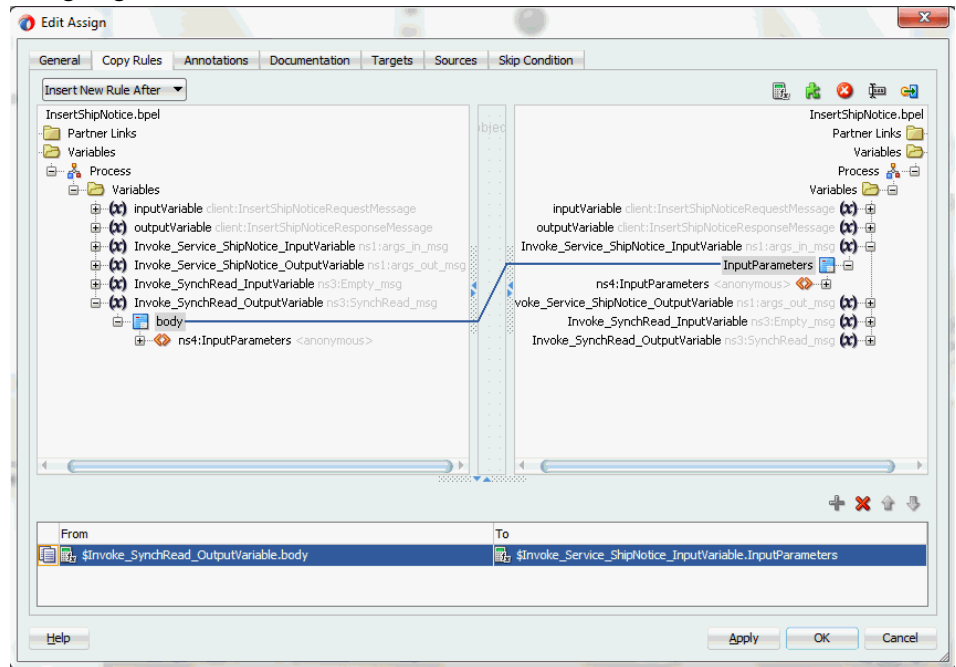 Edit Assign
General Copy Rules Annotations Documentation Targets Sources Skip Condition
Insert New Rule After
InsertShipNotice.bpel
Partner Links
Variables
Process
Variables
inputVariable client:InsertShipNoticeRequestMessage
outputVariable client:InsertShipNoticeResponseMessage
Invoke_Service_ShipNotice_InputVariable ns1:args_in_msg
Invoke_Service_ShipNotice_OutputVariable ns1:args_out_msg
Invoke_SynchRead_InputVariable ns3:Empty_msg
Invoke_SynchRead_OutputVariable ns3:SynchRead_msg
body
ns4:InputParameters <anonymous>
bjec
InsertShipNotice.bpel
Partner Links
Variables
Process
Variables
inputVariable client:InsertShipNoticeRequestMessage
outputVariable client:InsertShipNoticeResponseMessage
Invoke_Service_ShipNotice_InputVariable ns1:args_in_msg
InputParameters
ns4:InputParameters <anonymous>
voke_Service_ShipNotice_OutputVariable ns1:args_out_msg
Invoke_SynchRead_InputVariable ns3:Empty_msg
Invoke_SynchRead_OutputVariable ns3:SynchRead_msg
From To
$Invoke_SynchRead_OutputVariable.body $Invoke_Service_ShipNotice_InputVariable.InputParameters
Help Apply OK Cancel